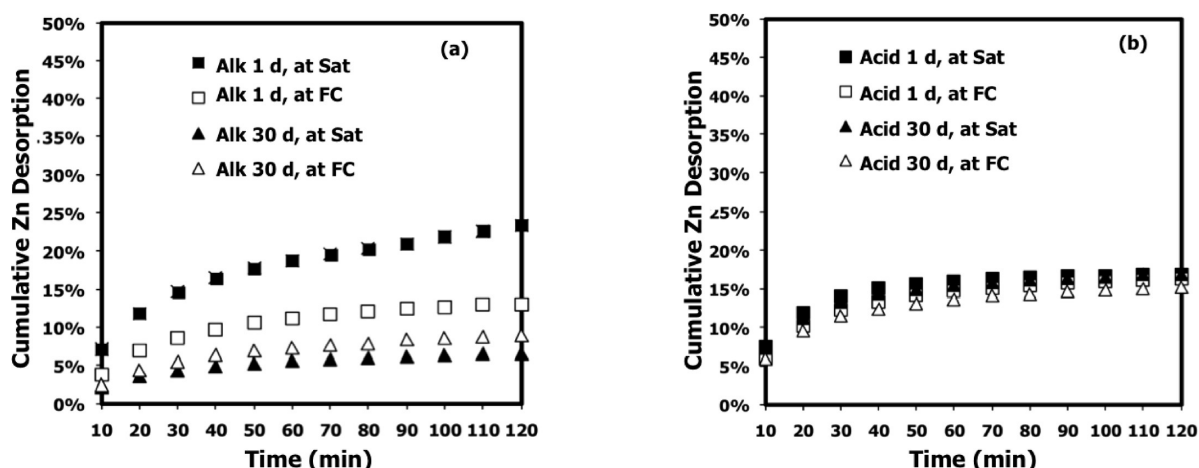 50%
45%
40%
35%
30%
25%
20%
15%
10%
5%
0%
Cumulative Zn Desorption
(a)
Alk 1 d, at Sat
Alk 1 d, at FC
Alk 30 d, at Sat
Alk 30 d, at FC
10 20 30 40 50 60 70 80 90 100 110 120
Time (min)
50%
45%
40%
35%
30%
25%
20%
15%
10%
5%
0%
Cumulative Zn Desorption
(b)
Acid 1 d, at Sat
Acid 1 d, at FC
Acid 30 d, at Sat
Acid 30 d, at FC
10 20 30 40 50 60 70 80 90 100 110 120
Time (min)